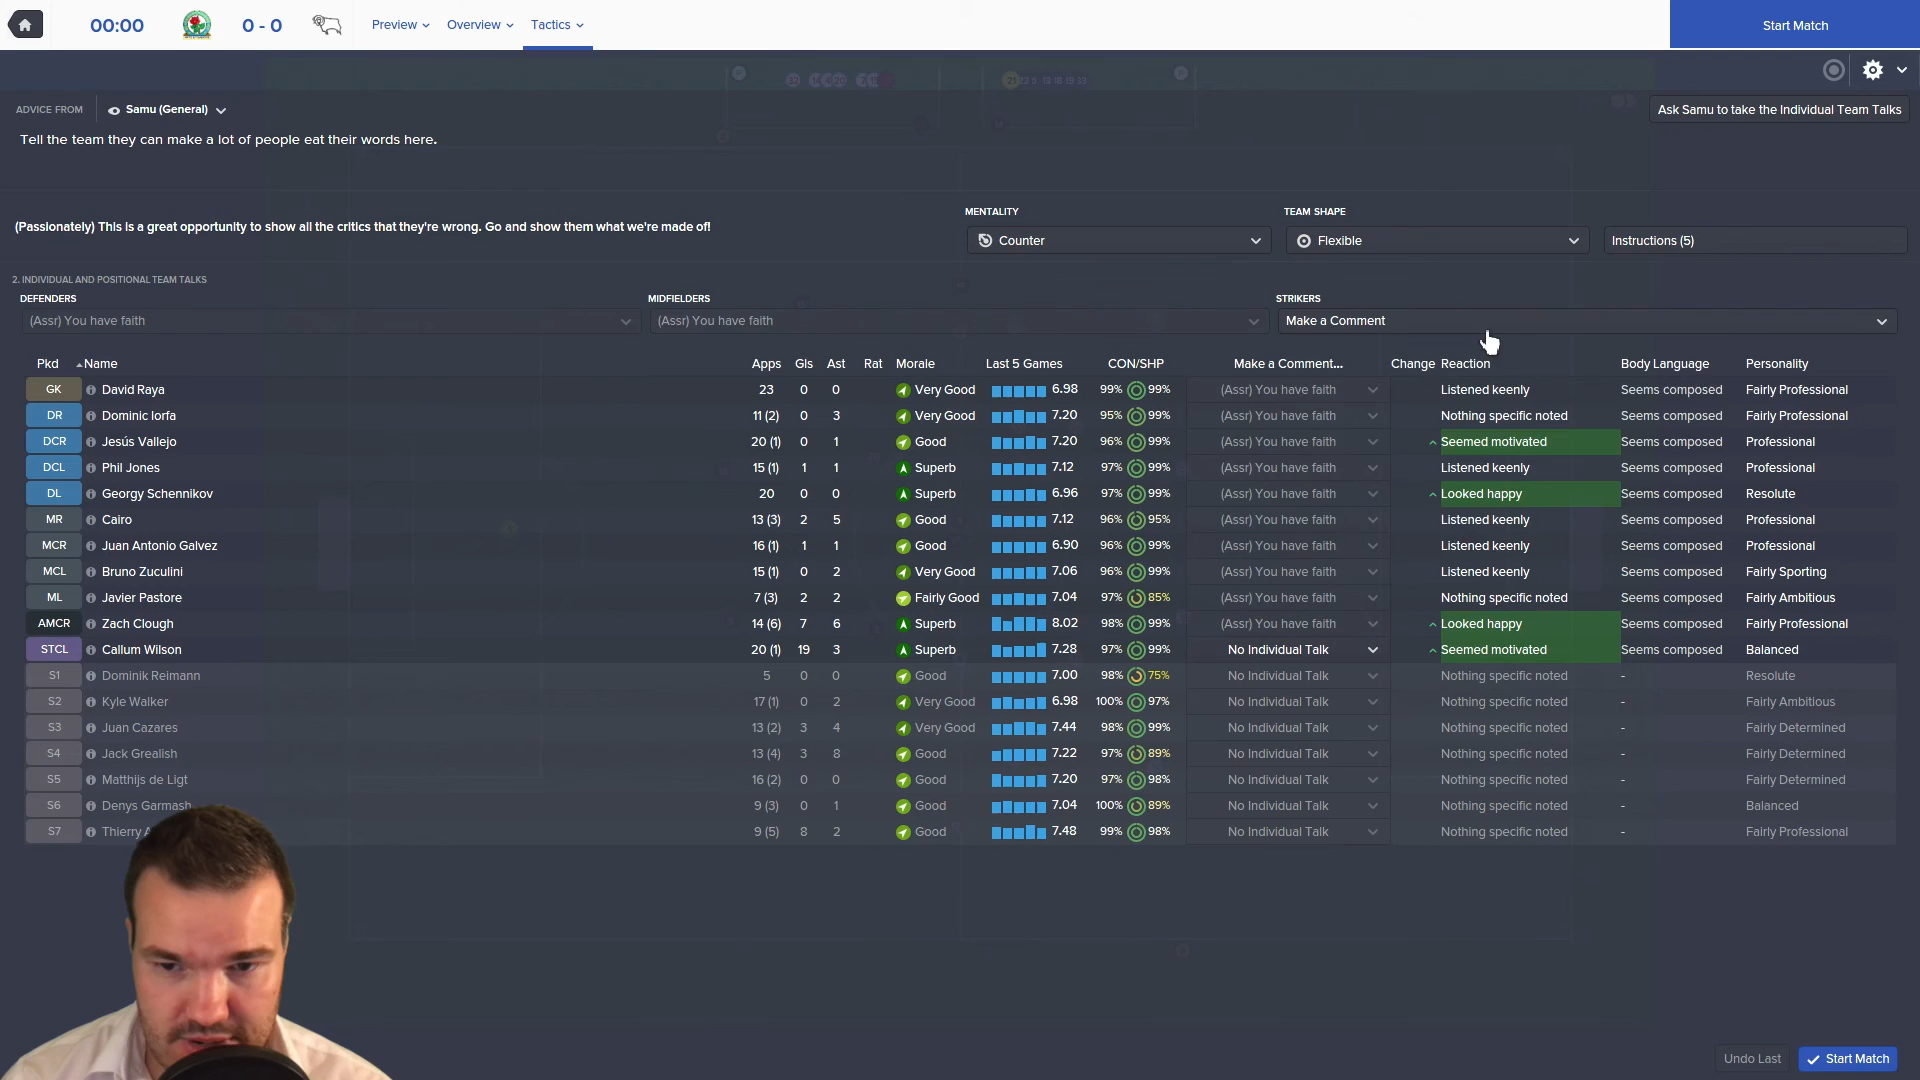 00:00 0 - 0 Preview Overview Tactics Start Match
ADVICE FROM Samu (General) Ask Samu to take the Individual Team Talks
Tell the team they can make a lot of people eat their words here.
MENTALITY TEAM SHAPE
(Passionately) This is a great opportunity to show all the critics that they're wrong. Go and show them what we're made of! Counter Flexible Instructions (5)
2. INDIVIDUAL AND POSITIONAL TEAM TALKS
DEFENDERS MIDFIELDERS STRIKERS
(Assr) You have faith (Assr) You have faith Make a Comment
Pkd Name Apps Gls Ast Rat Morale Last 5 Games CON/SHP Make a Comment... Change Reaction Body Language Personality
GK David Raya 23 0 0 Very Good 6.98 99% 99% (Assr) You have faith Listened keenly Seems composed Fairly Professional
DR Dominic Iorfa 11 (2) 0 3 Very Good 7.20 95% 99% (Assr) You have faith Nothing specific noted Seems composed Fairly Professional
DCR Jesús Vallejo 20 (1) 0 1 Good 7.20 96% 99% (Assr) You have faith Seemed motivated Seems composed Professional
DCL Phil Jones 15 (1) 1 1 Superb 7.12 97% 99% (Assr) You have faith Listened keenly Seems composed Professional
DL Georgy Schennikov 20 0 0 Superb 6.96 97% 99% (Assr) You have faith Looked happy Seems composed Resolute
MR Cairo 13 (3) 2 5 Good 7.12 96% 95% (Assr) You have faith Listened keenly Seems composed Professional
MCR Juan Antonio Galvez 16 (1) 1 1 Good 6.90 96% 99% (Assr) You have faith Listened keenly Seems composed Professional
MCL Bruno Zuculini 15 (1) 0 2 Very Good 7.06 96% 99% (Assr) You have faith Listened keenly Seems composed Fairly Sporting
ML Javier Pastore 7 (3) 2 2 Fairly Good 7.04 97% 85% (Assr) You have faith Nothing specific noted Seems composed Fairly Ambitious
AMCR Zach Clough 14 (6) 7 6 Superb 8.02 98% 99% (Assr) You have faith Looked happy Seems composed Fairly Professional
STCL Callum Wilson 20 (1) 19 3 Superb 7.28 97% 99% No Individual Talk Seemed motivated Seems composed Balanced
S1 Dominik Reimann 5 0 0 Good 7.00 98% 75% No Individual Talk Nothing specific noted - Resolute
S2 Kyle Walker 17 (1) 0 2 Very Good 6.98 100% 97% No Individual Talk Nothing specific noted - Fairly Ambitious
S3 Juan Cazares 13 (2) 3 4 Very Good 7.44 98% 99% No Individual Talk Nothing specific noted - Fairly Determined
S4 Jack Grealish 13 (4) 3 8 Good 7.22 97% 89% No Individual Talk Nothing specific noted - Fairly Determined
S5 Matthijs de Ligt 16 (2) 0 0 Good 7.20 97% 98% No Individual Talk Nothing specific noted - Fairly Determined
S6 Denys Garmash 9 (3) 0 1 Good 7.04 100% 89% No Individual Talk Nothing specific noted - Balanced
S7 Thierry 9 (5) 8 2 Good 7.48 99% 98% No Individual Talk Nothing specific noted - Fairly Professional
Undo Last Start Match